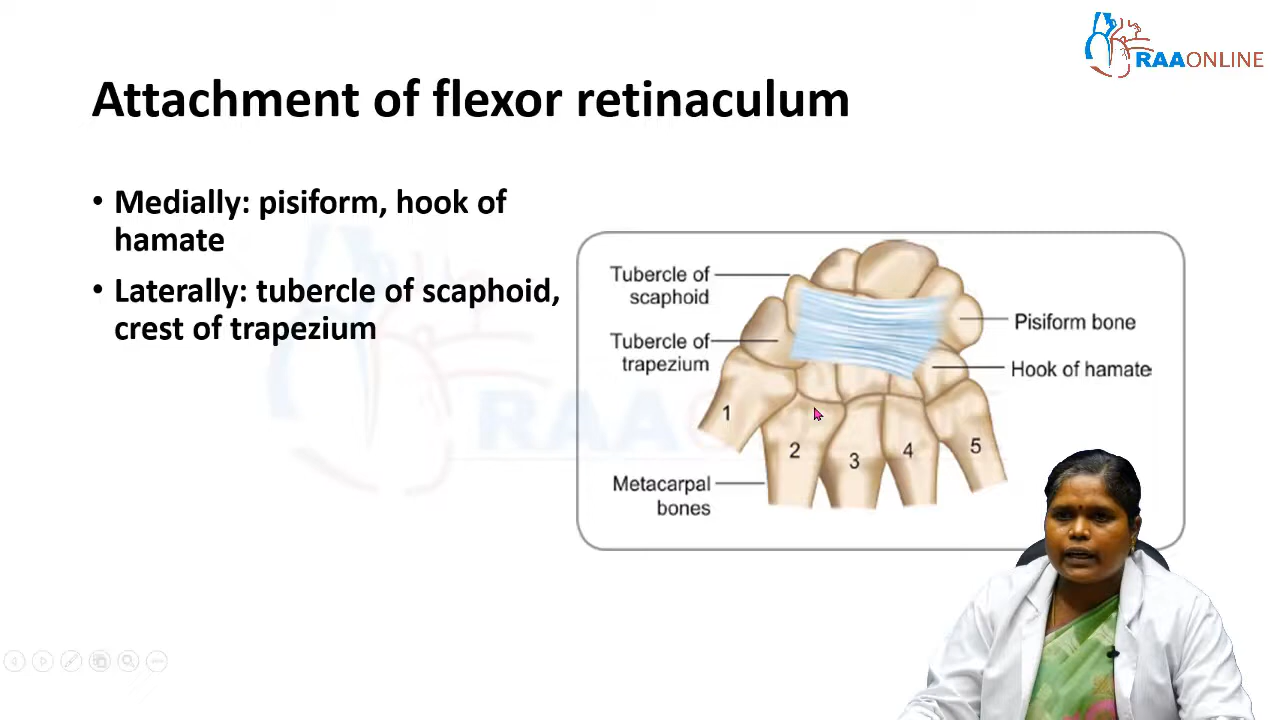 RAAONLINE
Attachment of flexor retinaculum
• Medially: pisiform, hook of
hamate
• Laterally: tubercle of scaphoid,
crest of trapezium
Tubercle of
scaphoid
Tubercle of
trapezium
Pisiform bone
Hook of hamate
1
2
3
4
5
Metacarpal
bones
RAAONLINE